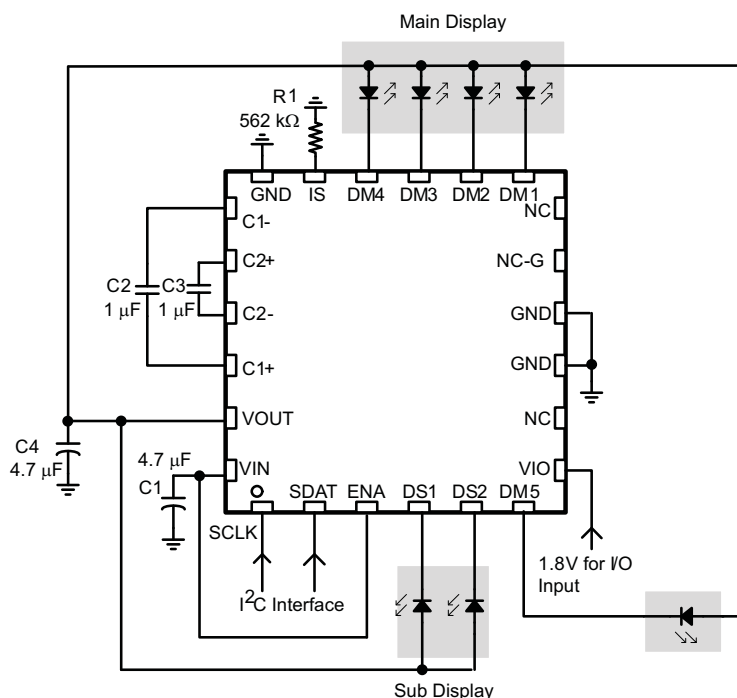 Main Display
R1
562 kΩ
GND IS DM4 DM3 DM2 DM1
C1-
NC
C2+
NC-G
C2 C3
1 μF 1 μF
C2-
GND
C1+
GND
VOUT
NC
C4
4.7 μF
4.7 μF
VIN
VIO
C1
SDAT ENA DS1 DS2 DM5
SCLK
1.8V for I/O
Input
I²C Interface
Sub Display